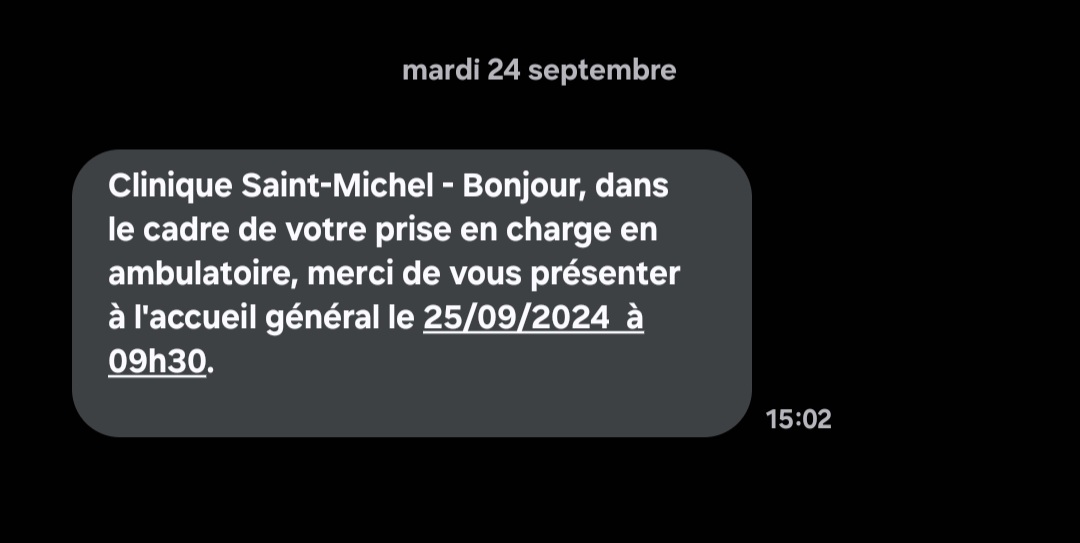 mardi 24 septembre
Clinique Saint-Michel - Bonjour, dans
le cadre de votre prise en charge en
ambulatoire, merci de vous présenter
à l'accueil général le 25/09/2024  à
09h30.
15:02